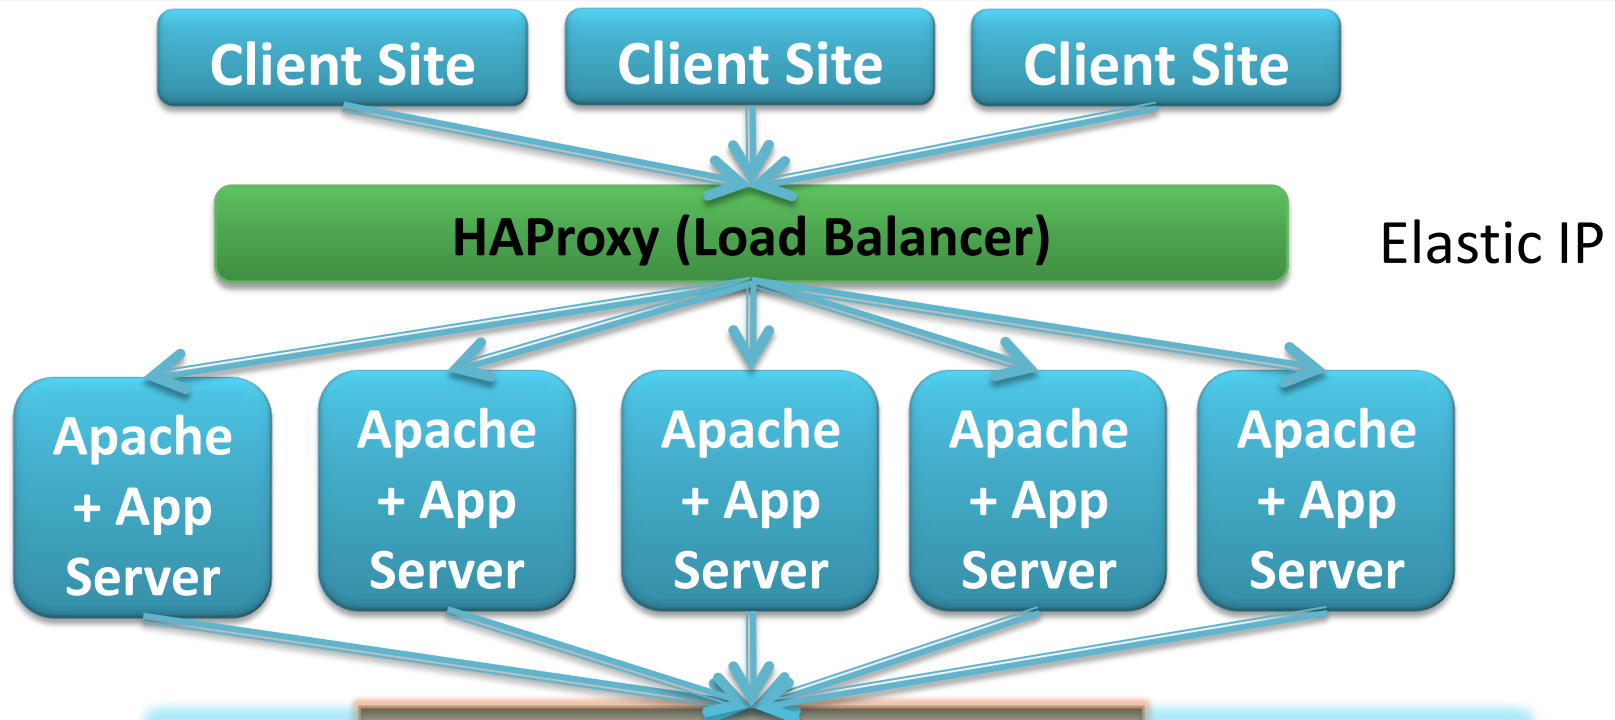 Client Site
Client Site
Client Site
HAProxy (Load Balancer)
Elastic IP
Apache
+ App
Server
Apache
+ App
Server
Apache
+ App
Server
Apache
+ App
Server
Apache
+ App
Server